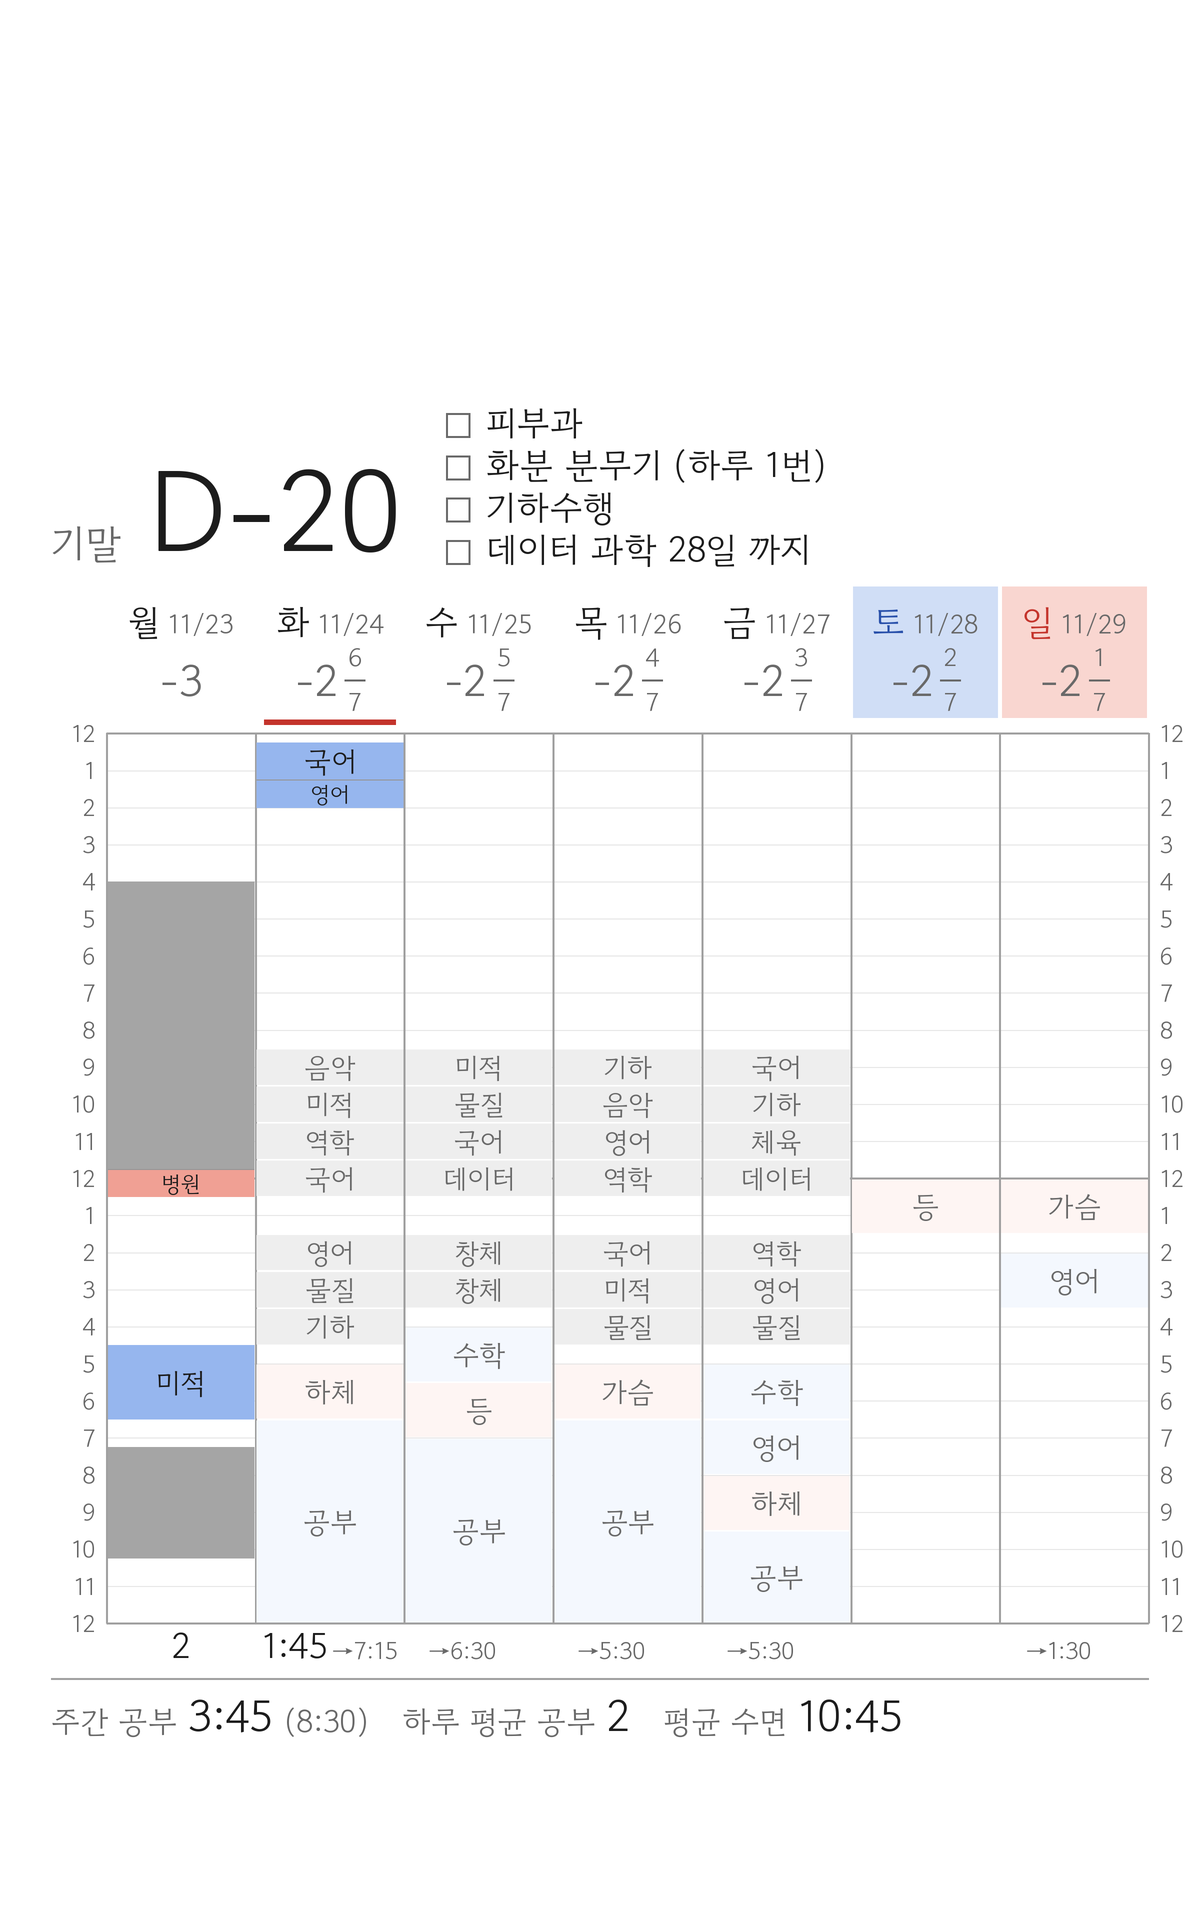 피부과
화분 분무기 (하루 1번)
기하수행
데이터 과학 28일 까지
기말 D-20
월 11/23 화 11/24 수 11/25 목 11/26 금 11/27 토 11/28 일 11/29
-3 -2 6/7 -2 5/7 -2 4/7 -2 3/7 -2 2/7 -2 1/7
12 12
국어
1 1
영어
2 2
3 3
4 4
5 5
6 6
7 7
8 8
9 음악 미적 기하 국어 9
10 미적 물질 음악 기하 10
11 역학 국어 영어 체육 11
12 병원 국어 데이터 역학 데이터 12
1 등 가슴 1
2 영어 창체 국어 역학 2
3 물질 창체 미적 영어 영어 3
4 기하 물질 물질 4
수학
5 5
미적 하체 가슴 수학
6 등 6
7 영어 7
8 8
하체
9 공부 공부 공부 9
10 10
공부
11 11
12 12
2 1:45 →7:15 →6:30 →5:30 →5:30 →1:30
주간 공부 3:45 (8:30) 하루 평균 공부 2 평균 수면 10:45